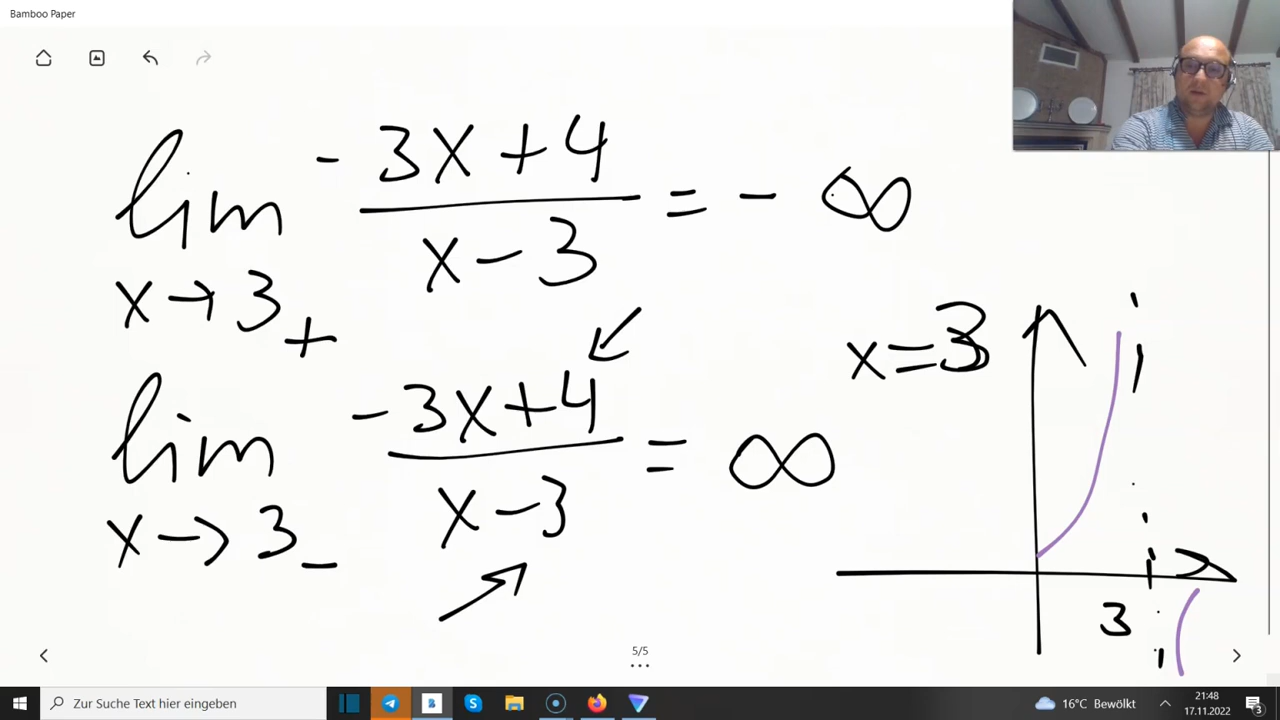 Bamboo Paper
lim -3x+4 / x-3 = - ∞
x→3+
x=3
lim -3x+4 / x-3 = ∞
x→3-
3
5/5
Zur Suche Text hier eingeben
16°C Bewölkt
21:48
17.11.2022
3